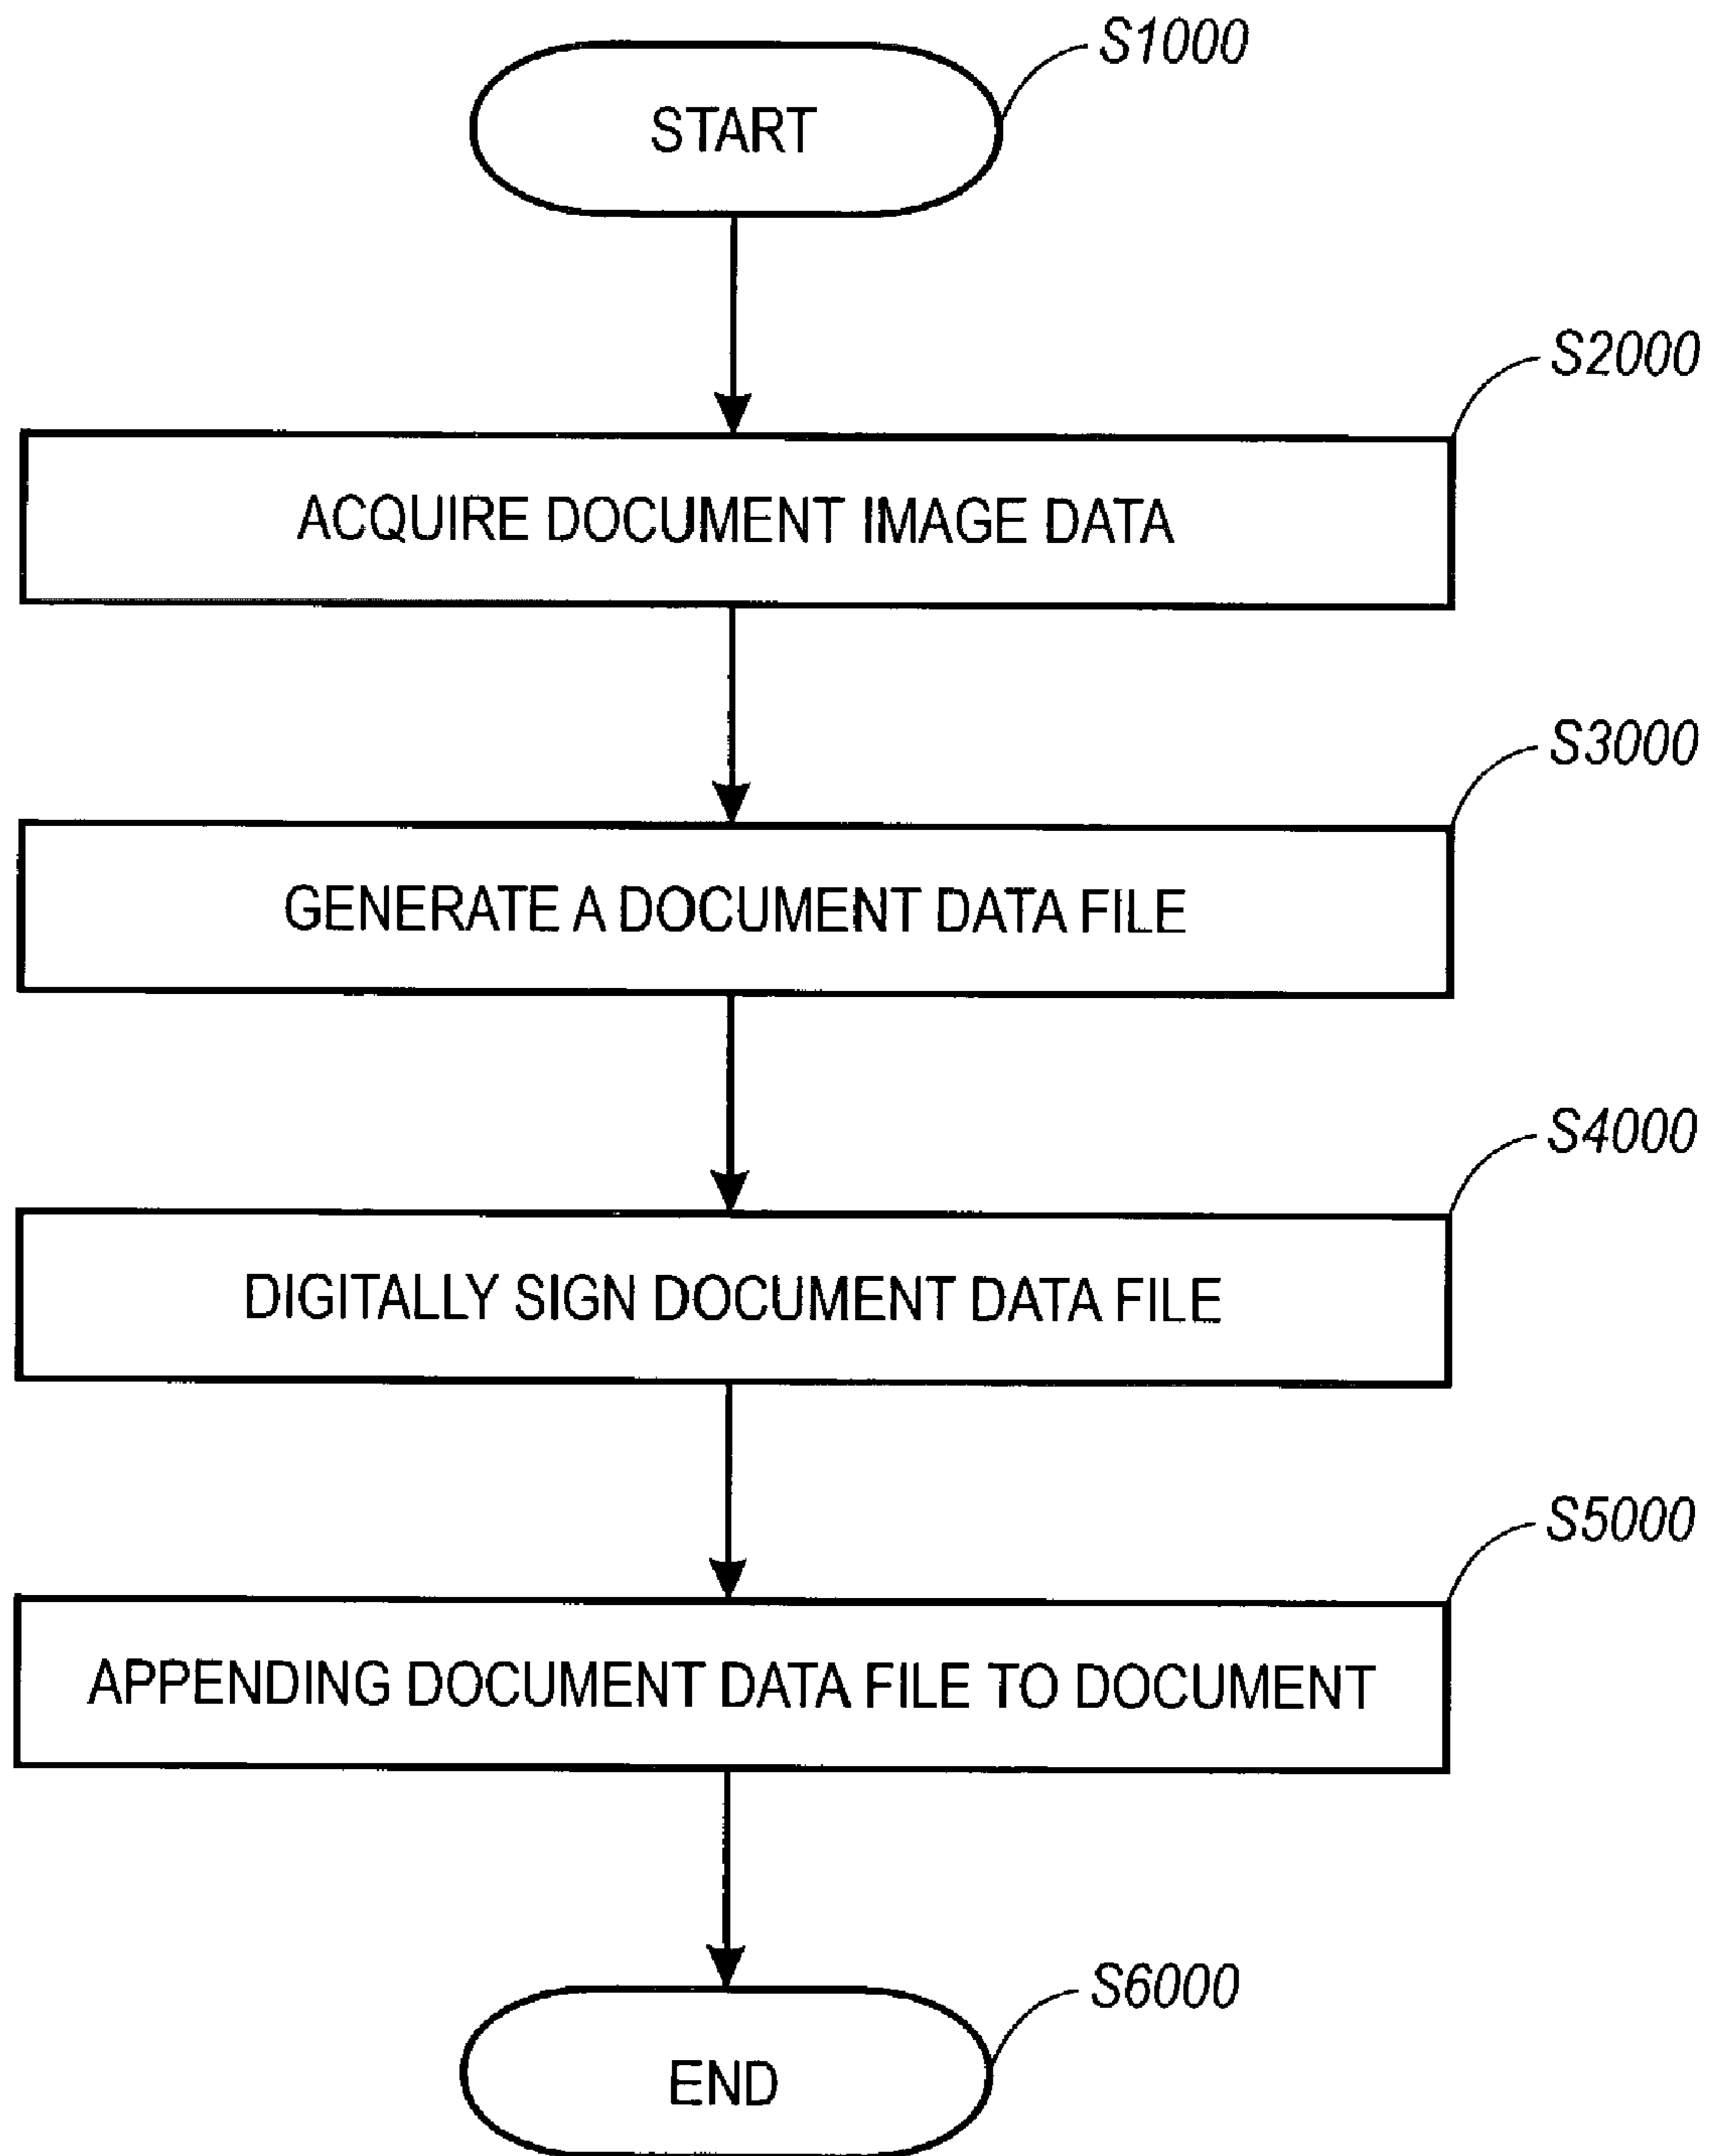 START
S1000
ACQUIRE DOCUMENT IMAGE DATA
S2000
GENERATE A DOCUMENT DATA FILE
S3000
DIGITALLY SIGN DOCUMENT DATA FILE
S4000
APPENDING DOCUMENT DATA FILE TO DOCUMENT
S5000
END
S6000